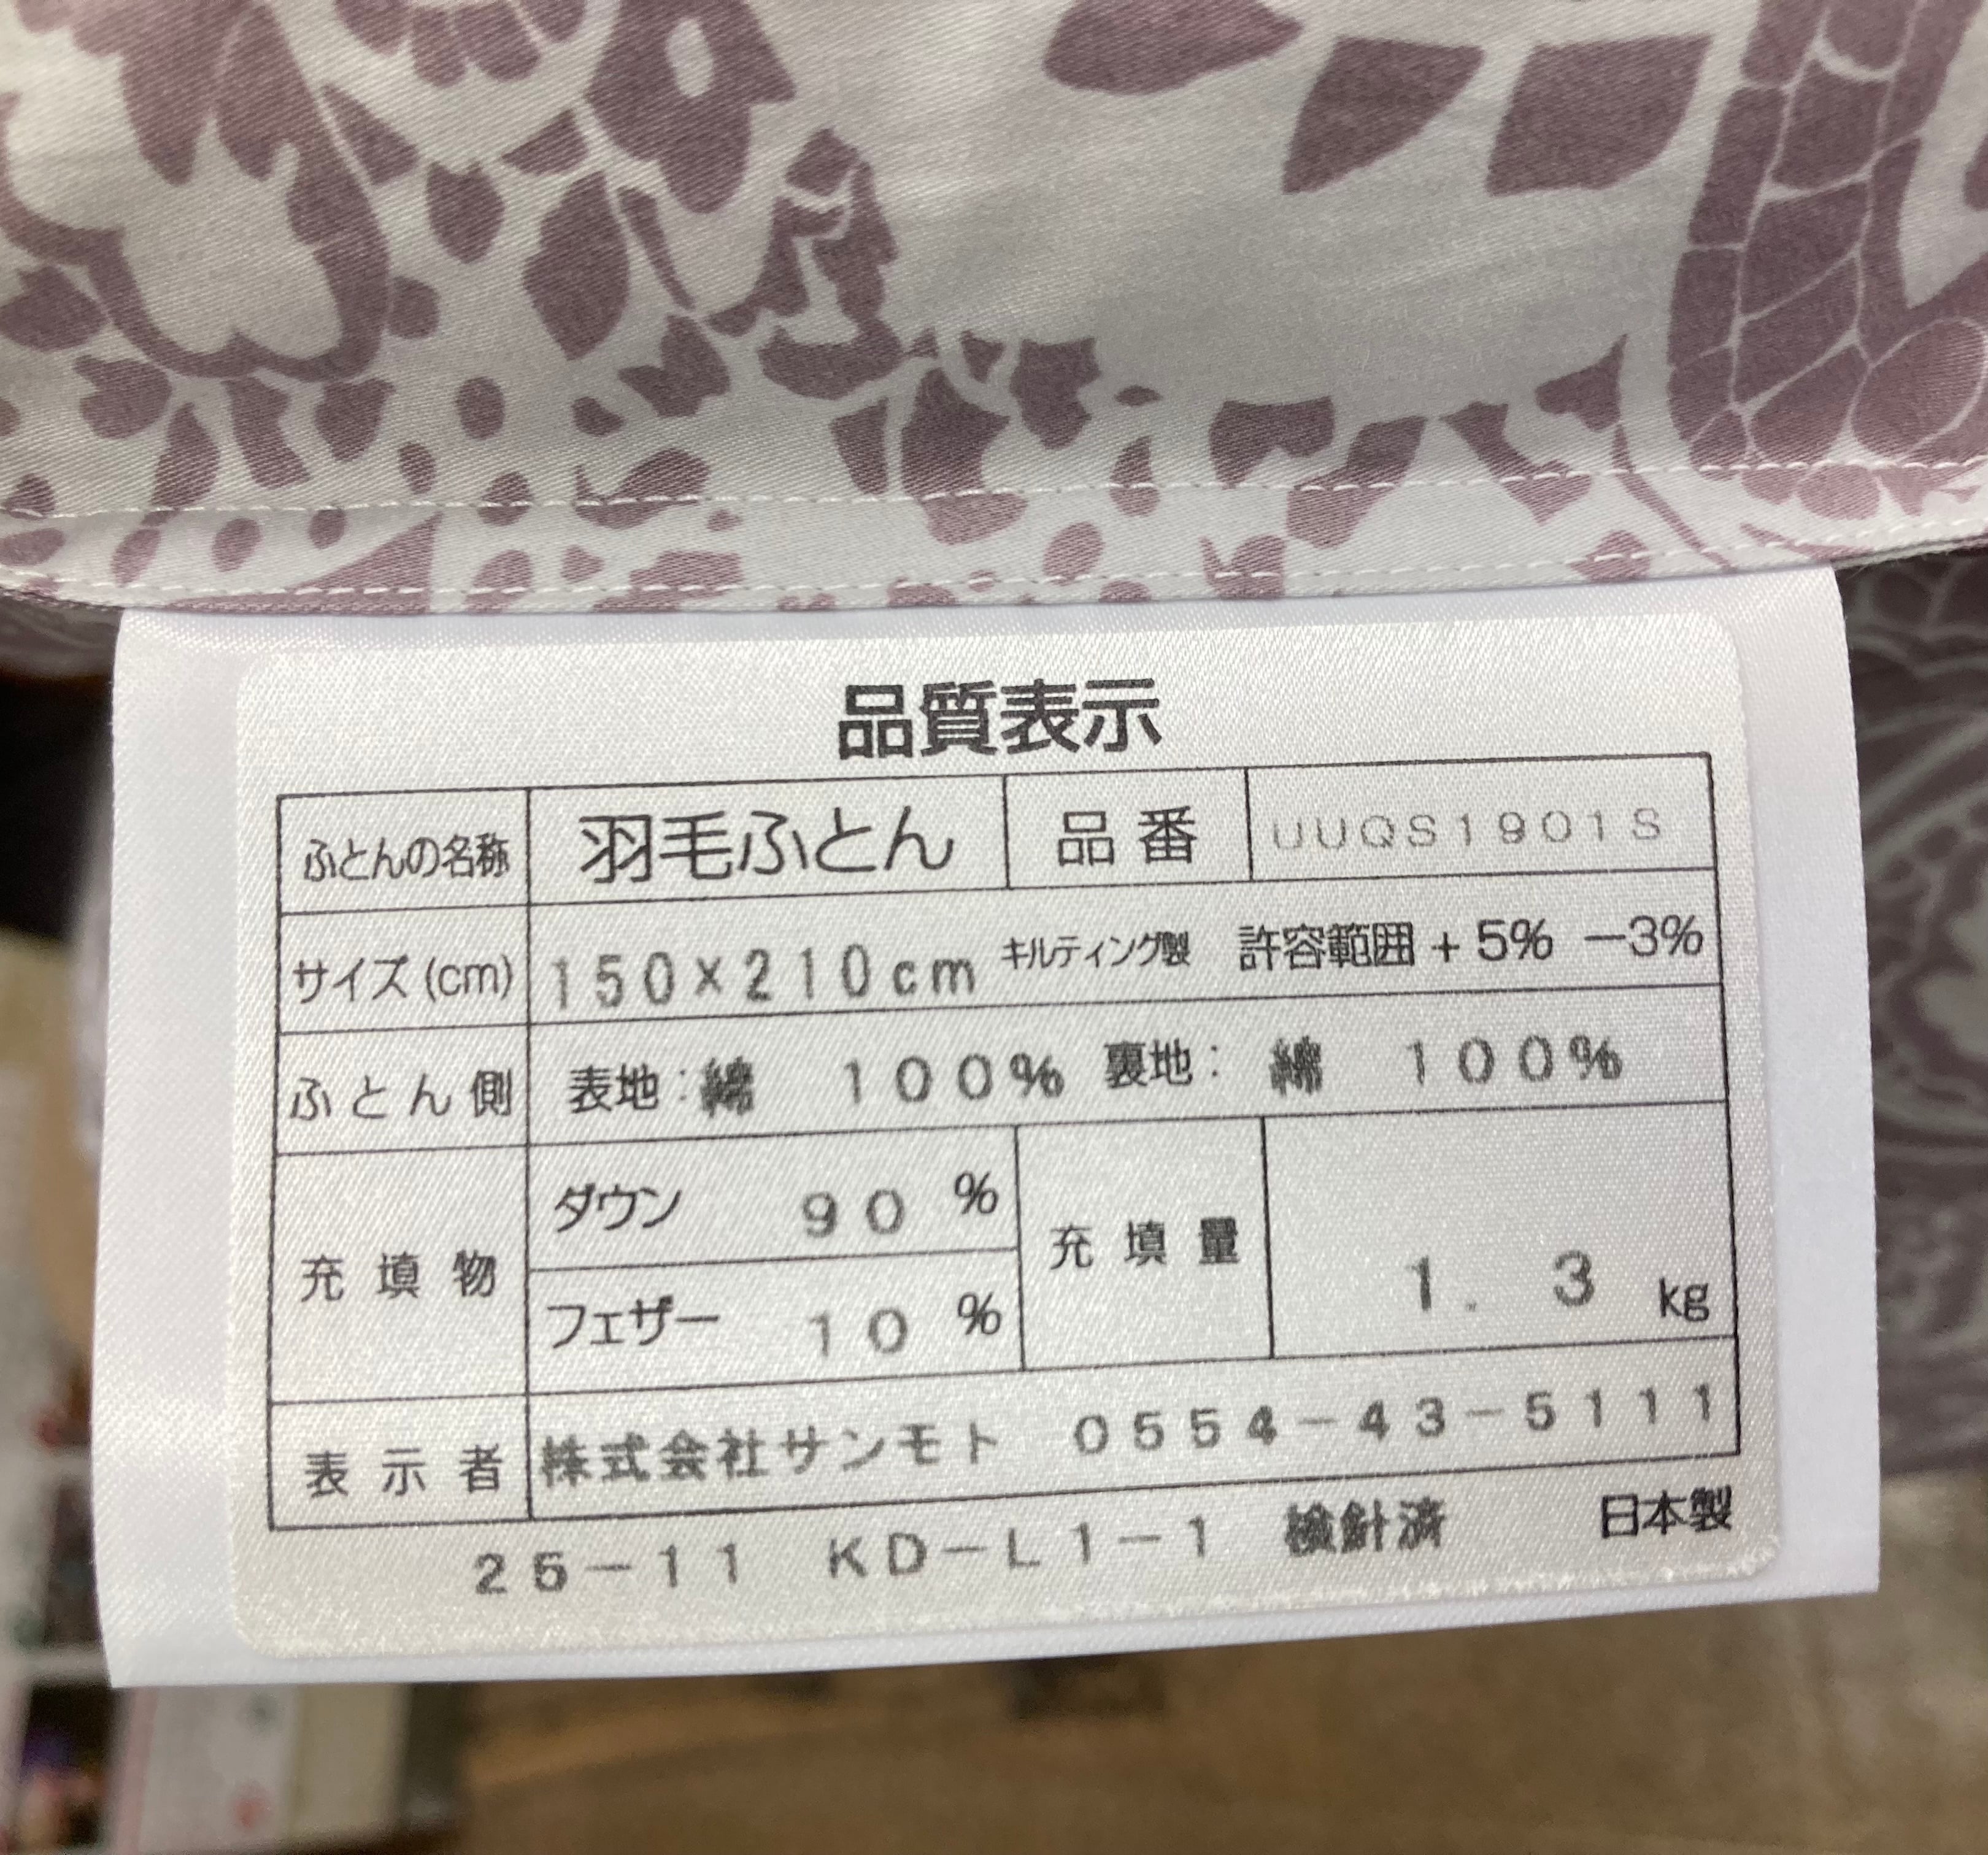 品質表示
ふとんの名称 羽毛ふとん 品番 UUQS1901S
サイズ(cm) 150×210cm キルティング製 許容範囲+5% −3%
ふとん側 表地:綿 100% 裏地: 綿 100%
充填物 ダウン 90% 充填量 1.3kg
フェザー 10%
表示者 株式会社サンモト 0554-43-5111
25-11 KD-L1-1 検針済 日本製